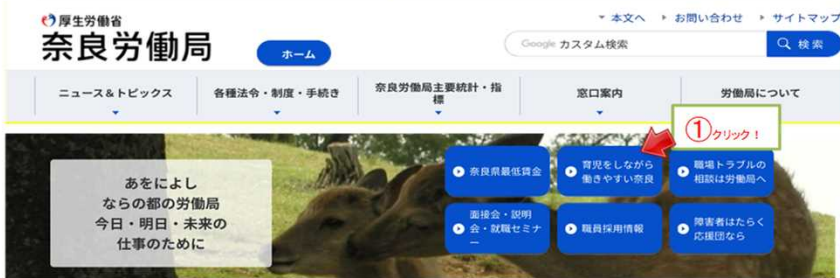 厚生労働省
奈良労働局
ホーム
本文へ お問い合わせ サイトマップ
Google カスタム検索
検索
ニュース&トピックス
各種法令・制度・手続き
奈良労働局主要統計・指
標
窓口案内
労働局について
①クリック!
あをによし
ならの都の労働局
今日・明日・未来の
仕事のために
奈良県最低賃金
育児をしながら
働きやすい奈良
職場トラブルの
相談は労働局へ
面接会・説明
会・就職セミナ
ー
職員採用情報
障害者はたらく
応援団なら